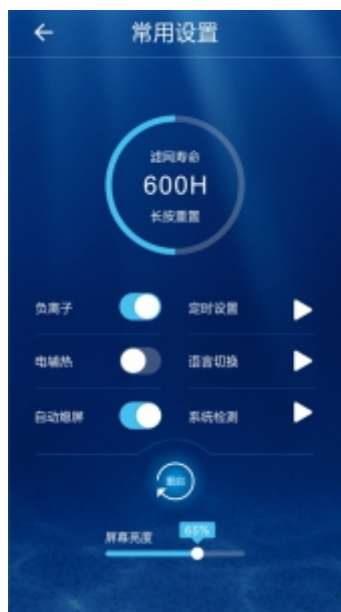 常用设置
滤网寿命
600H
长按重置
负离子
定时设置
电辅热
语言切换
自动熄屏
系统检测
重启
屏幕亮度
65%